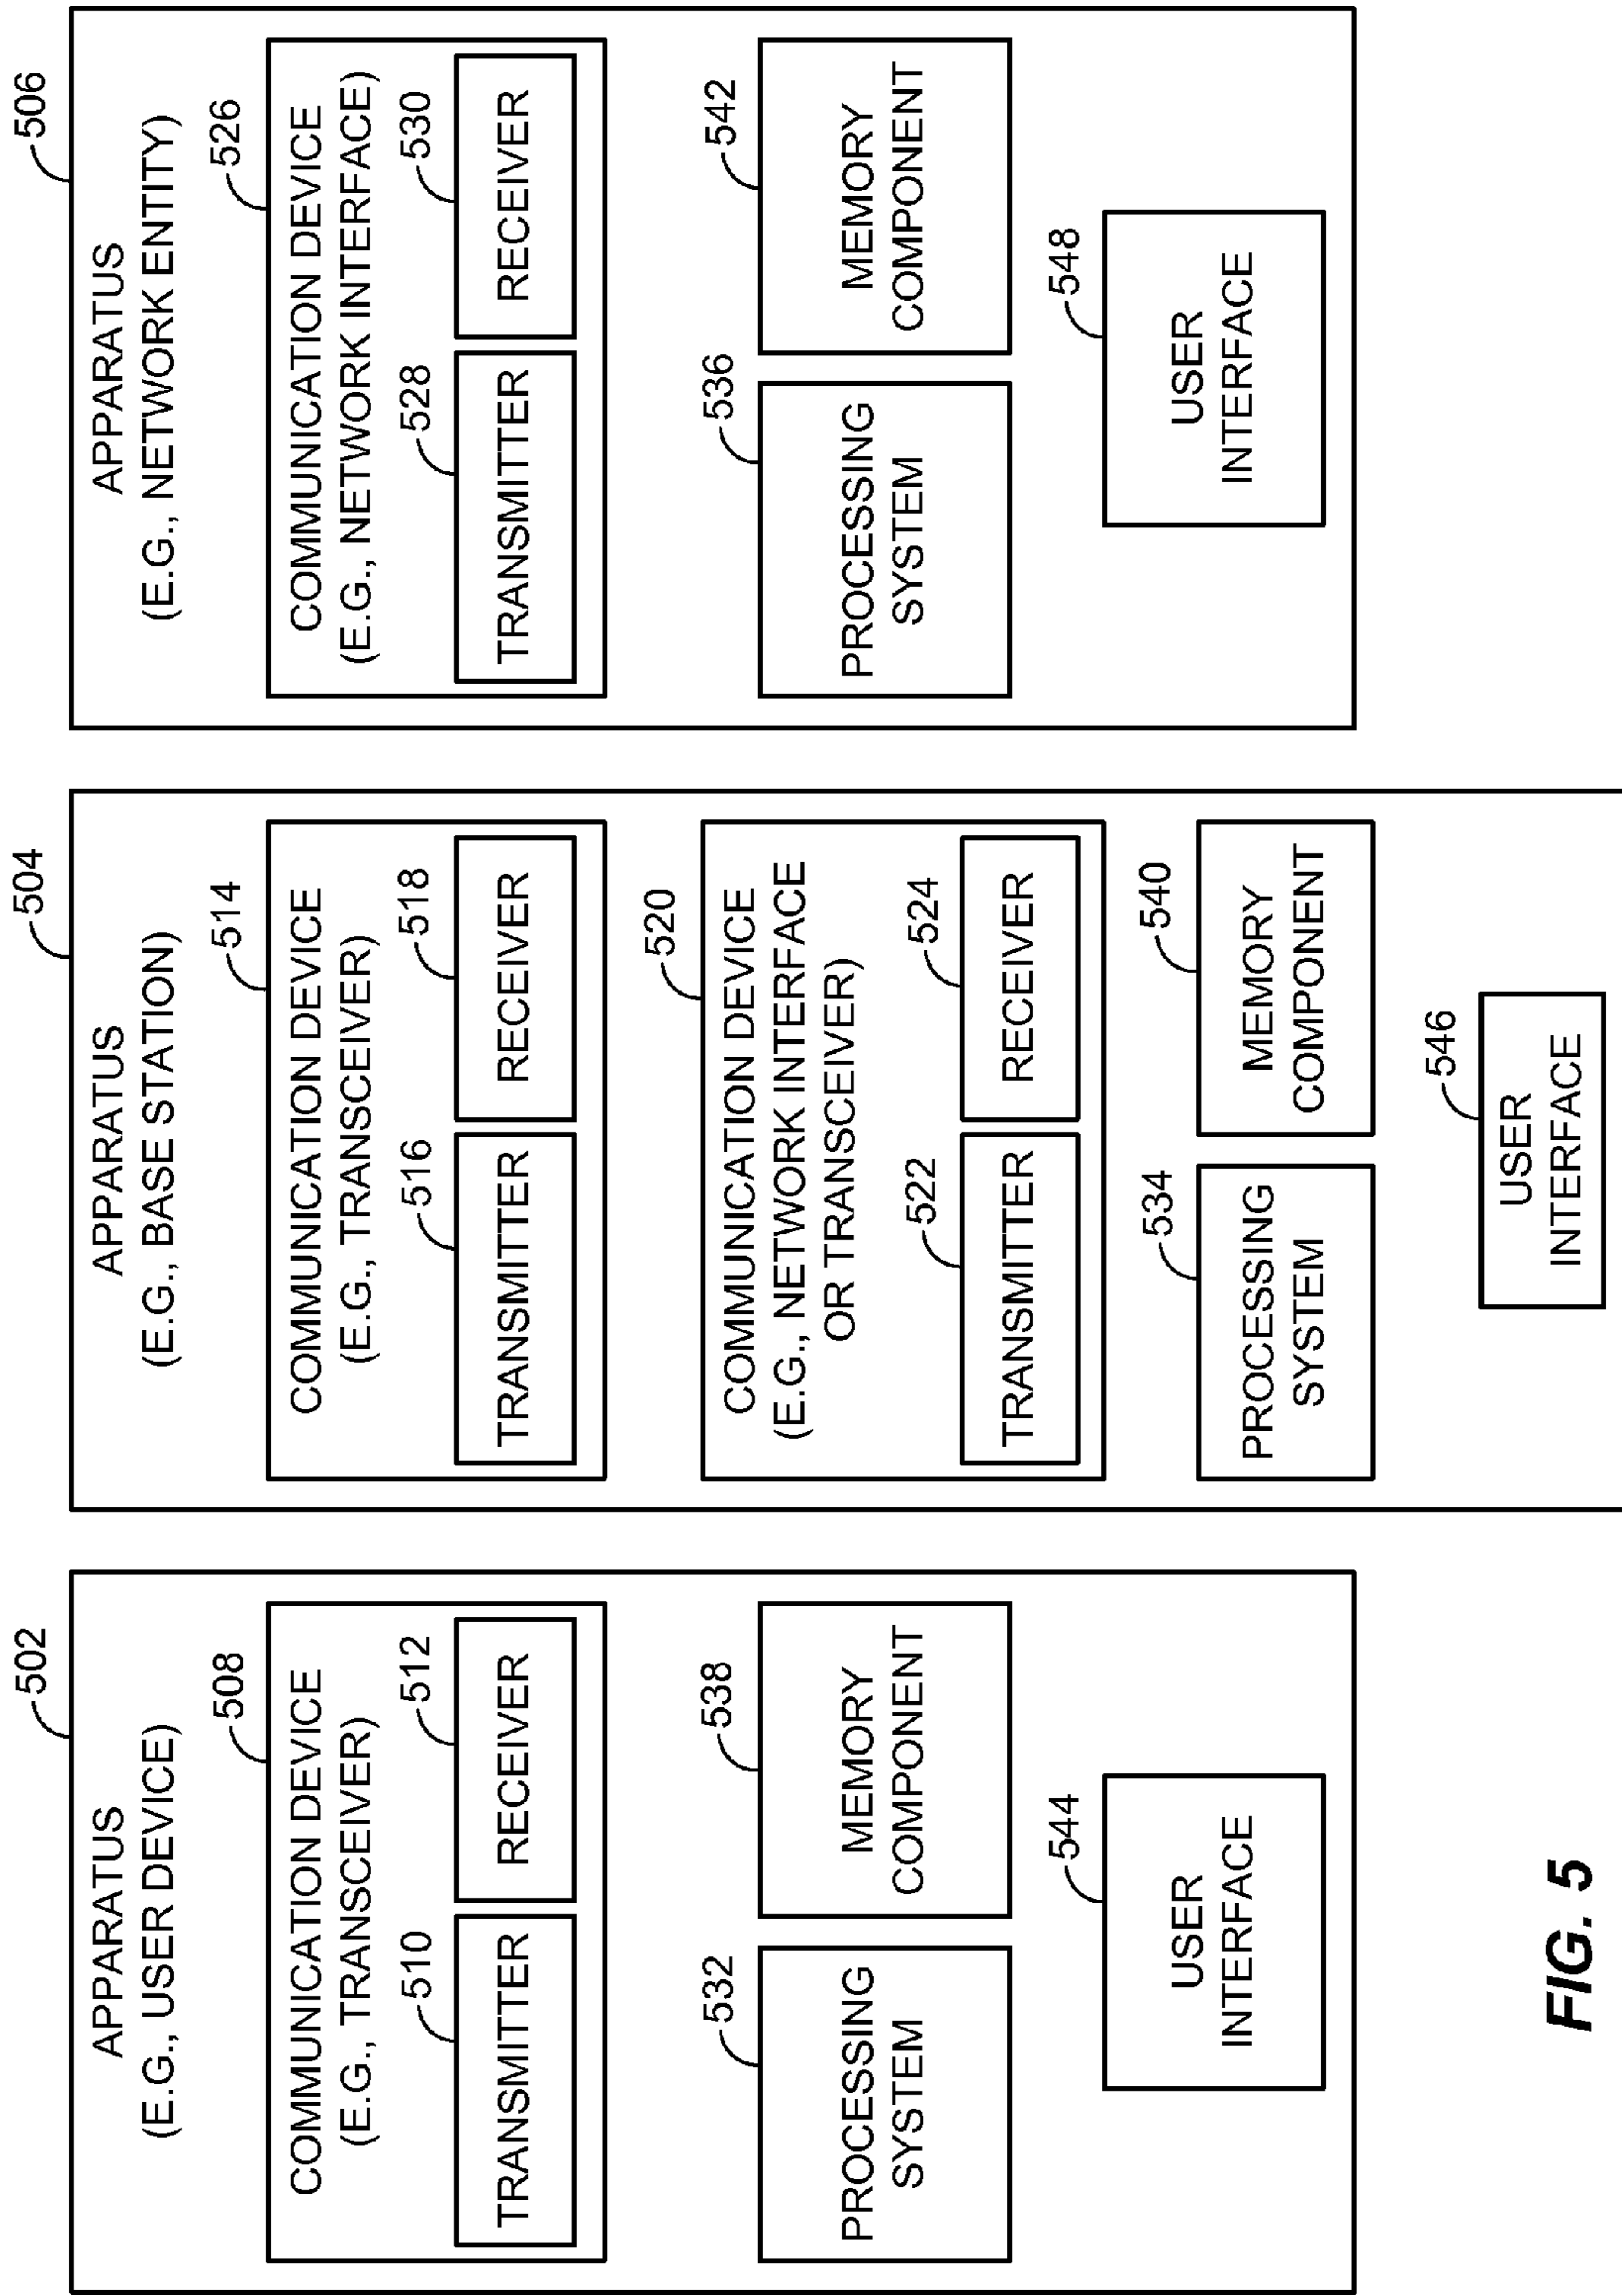 502
APPARATUS
(E.G., USER DEVICE)
508
COMMUNICATION DEVICE
(E.G., TRANSCEIVER)
510
512
TRANSMITTER
RECEIVER
532
538
PROCESSING
SYSTEM
MEMORY
COMPONENT
544
USER
INTERFACE
504
APPARATUS
(E.G., BASE STATION)
514
COMMUNICATION DEVICE
(E.G., TRANSCEIVER)
516
518
TRANSMITTER
RECEIVER
520
COMMUNICATION DEVICE
(E.G., NETWORK INTERFACE
OR TRANSCEIVER)
522
524
TRANSMITTER
RECEIVER
534
540
PROCESSING
SYSTEM
MEMORY
COMPONENT
546
USER
INTERFACE
506
APPARATUS
(E.G., NETWORK ENTITY)
526
COMMUNICATION DEVICE
(E.G., NETWORK INTERFACE)
528
530
TRANSMITTER
RECEIVER
536
542
PROCESSING
SYSTEM
MEMORY
COMPONENT
548
USER
INTERFACE
FIG. 5